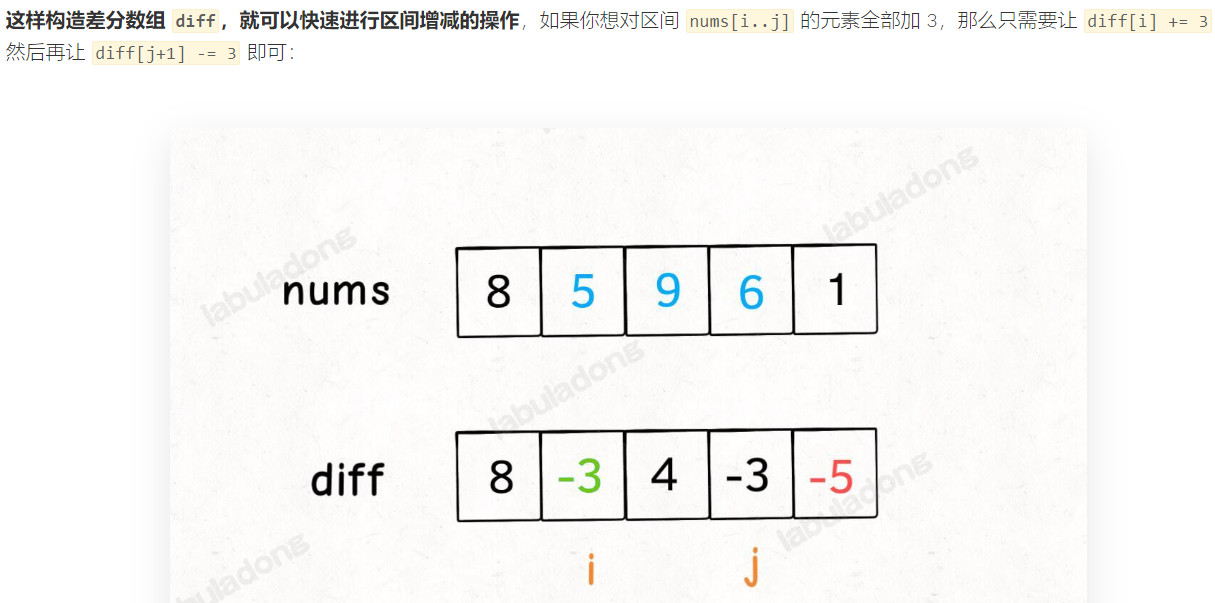 这样构造差分数组 diff，就可以快速进行区间增减的操作，如果你想对区间 nums[i..j] 的元素全部加 3，那么只需要让 diff[i] += 3
然后再让 diff[j+1] -= 3 即可：
labuladong
labuladong
nums 8 5 9 6 1
labuladong
diff 8 -3 4 -3 -5
labuladong
i j
labuladong